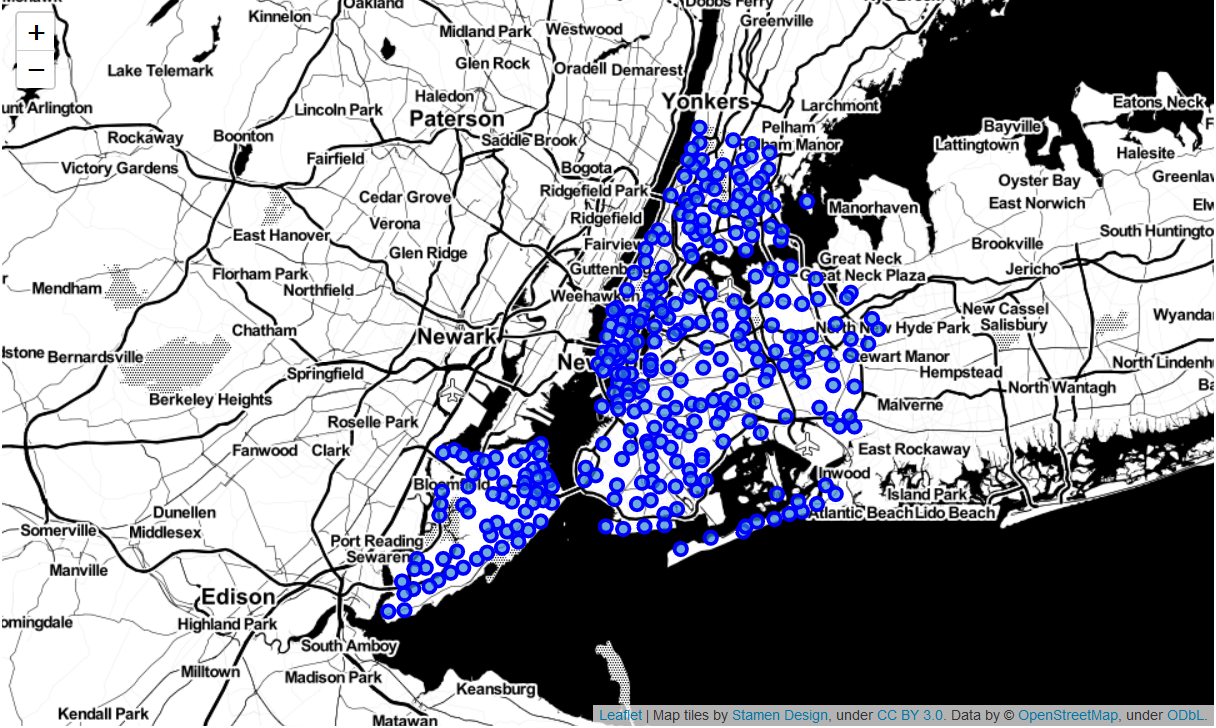 Oakland
Dobbs Ferry
Kinnelon
Greenville
Midland Park
Westwood
+
−
Glen Rock
Oradell
Demarest
Lake Telemark
Haledon
Yonkers
Larchmont
Eatons Neck
unt Arlington
Lincoln Park
Paterson
Pelham
Bayville
Rockaway
Boonton
Saddle Brook
ham Manor
Lattingtown
Halesite
Victory Gardens
Fairfield
Bogota
Oyster Bay
Greenlaw
Cedar Grove
Ridgefield Park
East Norwich
Manorhaven
Verona
Ridgefield
South Huntingto
East Hanover
Fairview
Brookville
Glen Ridge
Great Neck
Florham Park
Guttenberg
Great Neck Plaza
Jericho
Mendham
Northfield
Weehawken
New Cassel
Wyandan
Chatham
Newark
North New Hyde Park
Salisbury
Bernardsville
New
Stewart Manor
North Lindenh
Springfield
Hempstead
Berkeley Heights
North Wantagh
Roselle Park
Malverne
Fanwood
Clark
East Rockaway
Inwood
Bloomfield
Island Park
Dunellen
Atlantic Beach
Lido Beach
Somerville
Middlesex
Port Reading
Sewaren
Manville
Edison
omingdale
Highland Park
South Amboy
Milltown
Madison Park
Keansburg
Kendall Park
Matawan
Leaflet | Map tiles by Stamen Design, under CC BY 3.0. Data by © OpenStreetMap, under ODbL.